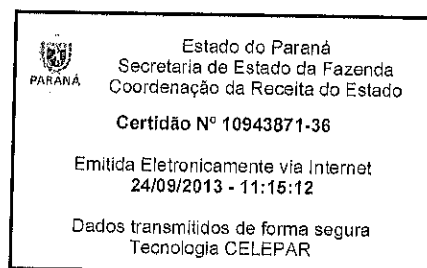 PARANÁ
Estado do Paraná
Secretaria de Estado da Fazenda
Coordenação da Receita do Estado
Certidão Nº 10943871-36
Emitida Eletronicamente via Internet
24/09/2013 - 11:15:12
Dados transmitidos de forma segura
Tecnologia CELEPAR